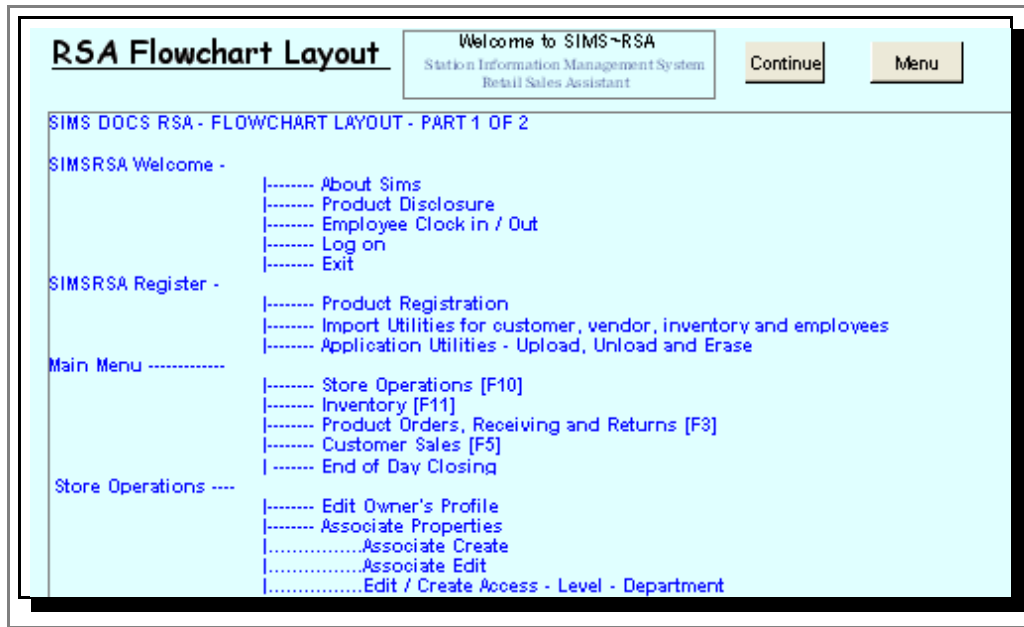 RSA Flowchart Layout
Welcome to SIMS~RSA
Station Information Management System
Retail Sales Assistant
Continue
Menu
SIMS DOCS RSA - FLOWCHART LAYOUT - PART 1 OF 2
SIMSRSA Welcome -
|-------- About Sims
|-------- Product Disclosure
|-------- Employee Clock in / Out
|-------- Log on
|-------- Exit
SIMSRSA Register -
|-------- Product Registration
|-------- Import Utilities for customer, vendor, inventory and employees
|-------- Application Utilities - Upload, Unload and Erase
Main Menu -------------
|-------- Store Operations [F10]
|-------- Inventory [F11]
|-------- Product Orders, Receiving and Returns [F3]
|-------- Customer Sales [F5]
| ------- End of Day Closing
Store Operations ----
|-------- Edit Owner's Profile
|-------- Associate Properties
|................Associate Create
|................Associate Edit
|................Edit / Create Access - Level - Department